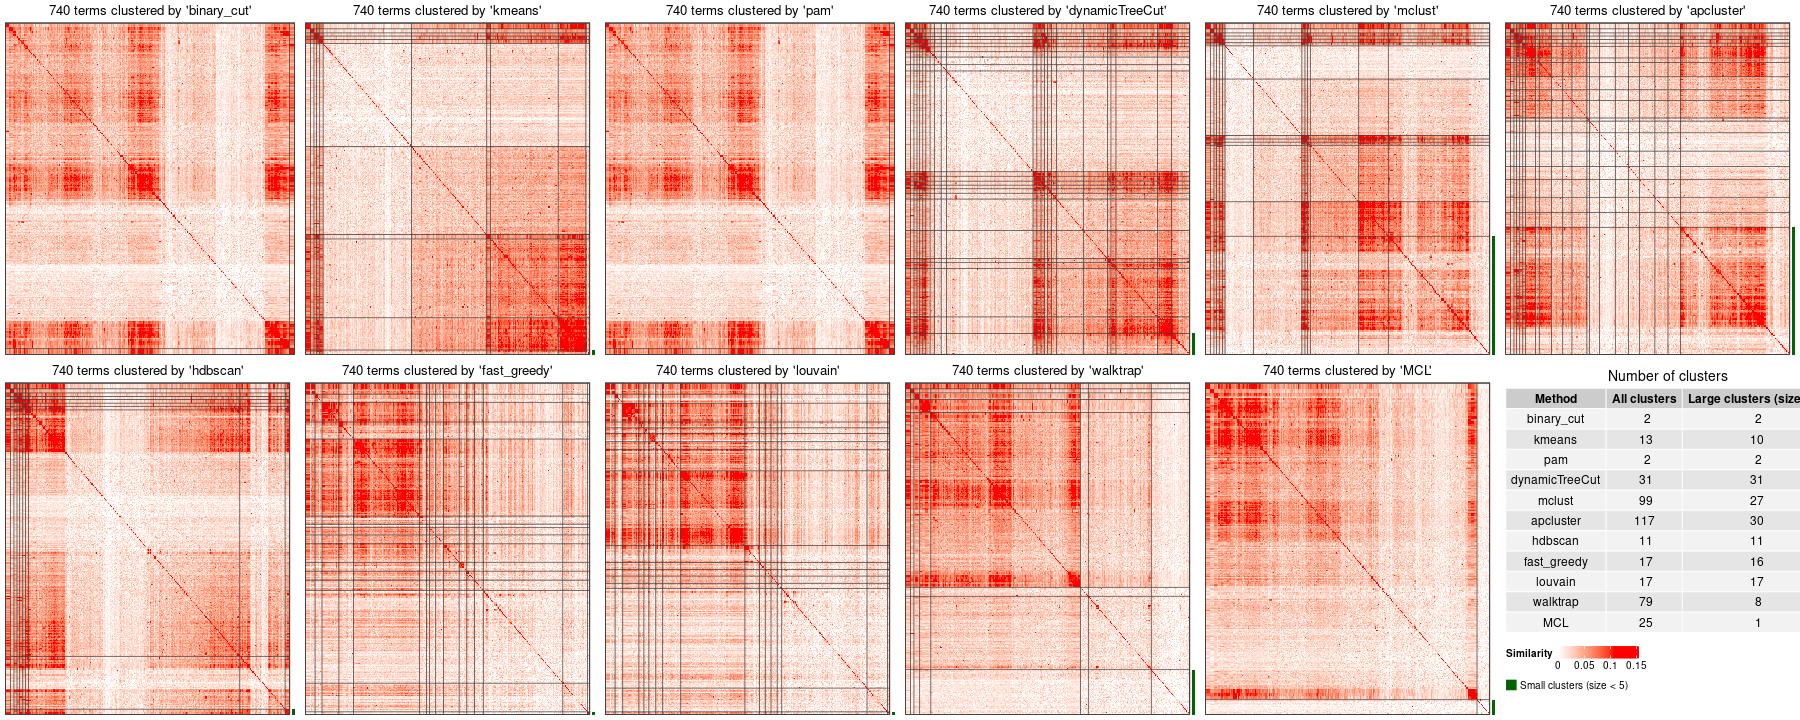 740 terms clustered by 'binary_cut'
740 terms clustered by 'kmeans'
740 terms clustered by 'pam'
740 terms clustered by 'dynamicTreeCut'
740 terms clustered by 'mclust'
740 terms clustered by 'apcluster'
740 terms clustered by 'hdbscan'
740 terms clustered by 'fast_greedy'
740 terms clustered by 'louvain'
740 terms clustered by 'walktrap'
740 terms clustered by 'MCL'
Number of clusters
Method All clusters Large clusters (size
binary_cut 2 2
kmeans 13 10
pam 2 2
dynamicTreeCut 31 31
mclust 99 27
apcluster 117 30
hdbscan 11 11
fast_greedy 17 16
louvain 17 17
walktrap 79 8
MCL 25 1
Similarity
0 0.05 0.1 0.15
Small clusters (size < 5)